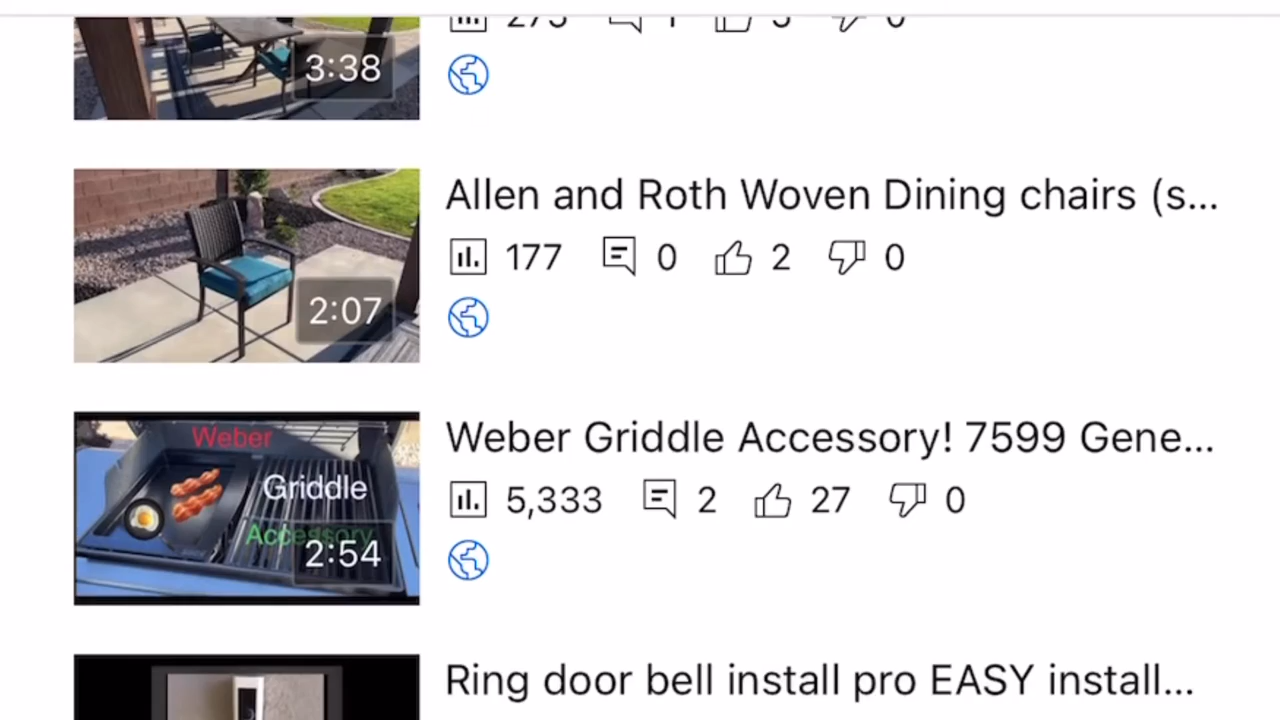 3:38
Allen and Roth Woven Dining chairs (s...
177 0 2 0
2:07
Weber Griddle Accessory! 7599 Gene...
5,333 2 27 0
Weber
Griddle
Accessory
2:54
Ring door bell install pro EASY install...